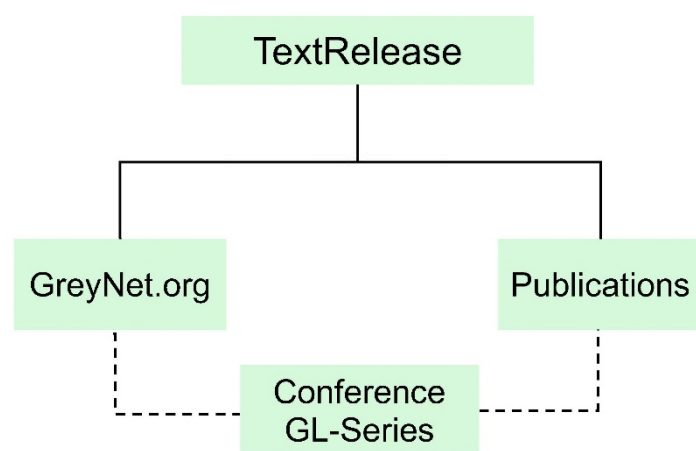 TextRelease
GreyNet.org
Publications
Conference
GL-Series